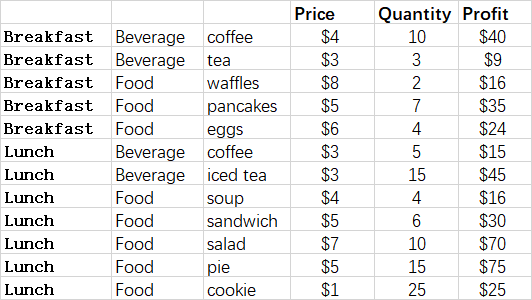 Price Quantity Profit
Breakfast Beverage coffee $4 10 $40
Breakfast Beverage tea $3 3 $9
Breakfast Food waffles $8 2 $16
Breakfast Food pancakes $5 7 $35
Breakfast Food eggs $6 4 $24
Lunch Beverage coffee $3 5 $15
Lunch Beverage iced tea $3 15 $45
Lunch Food soup $4 4 $16
Lunch Food sandwich $5 6 $30
Lunch Food salad $7 10 $70
Lunch Food pie $5 15 $75
Lunch Food cookie $1 25 $25